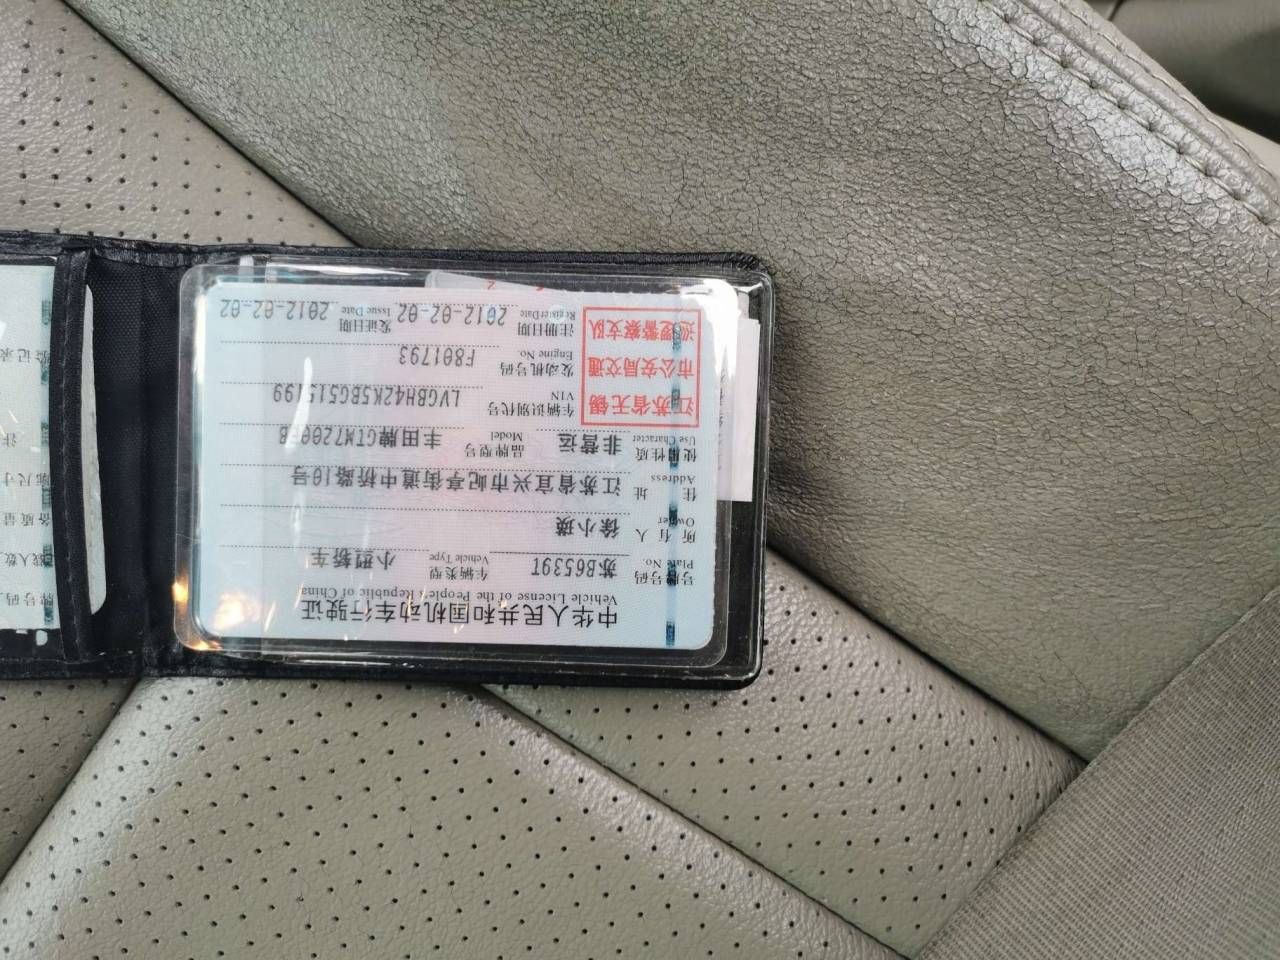 中华人民共和国机动车行驶证
Vehicle License of the People's Republic of China
号牌号码 Plate No. 苏B6539T 车辆类型 Vehicle Type 小型轿车
所有人 Owner 徐小瑛
住址 Address 江苏省宜兴市屺亭街道中桥路10号
使用性质 Use Character 非营运 品牌型号 Model 丰田牌GTM7200GB
车辆识别代号 VIN LVGBH42K5BG515199
发动机号码 Engine No. F801793
注册日期 Register Date 2012-02-02 发证日期 Issue Date 2012-02-02
江苏省无锡
市公安局交通
巡逻警察支队